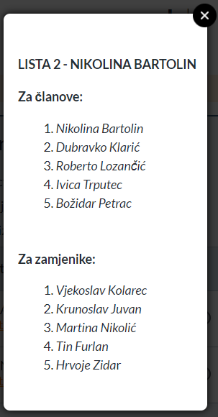 LISTA 2 - NIKOLINA BARTOLIN
Za članove:
1. Nikolina Bartolin
2. Dubravko Klarić
3. Roberto Lozančić
4. Ivica Trputec
5. Božidar Petrac
Za zamjenike:
1. Vjekoslav Kolarec
2. Krunoslav Juvan
3. Martina Nikolić
4. Tin Furlan
5. Hrvoje Zidar